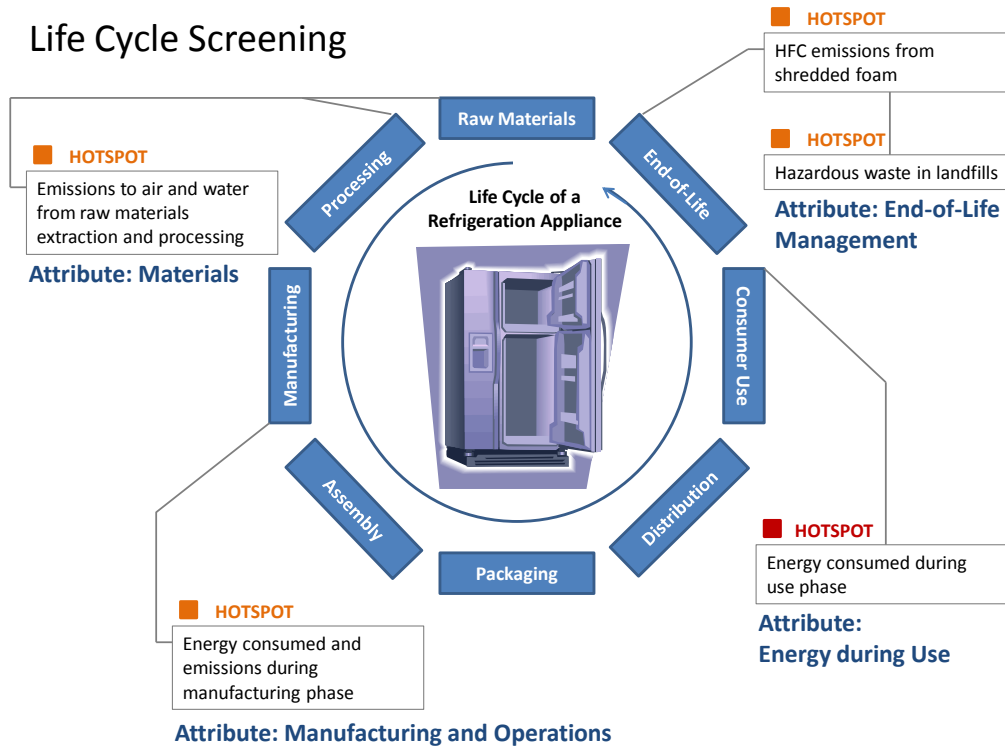 Life Cycle Screening
HOTSPOT
HFC emissions from
shredded foam
HOTSPOT
Hazardous waste in landfills
Attribute: End-of-Life
Management
Raw Materials
Processing
End-of-Life
HOTSPOT
Emissions to air and water
from raw materials
extraction and processing
Attribute: Materials
Life Cycle of a
Refrigeration Appliance
Manufacturing
Consumer Use
Assembly
Distribution
Packaging
HOTSPOT
Energy consumed during
use phase
Attribute:
Energy during Use
HOTSPOT
Energy consumed and
emissions during
manufacturing phase
Attribute: Manufacturing and Operations